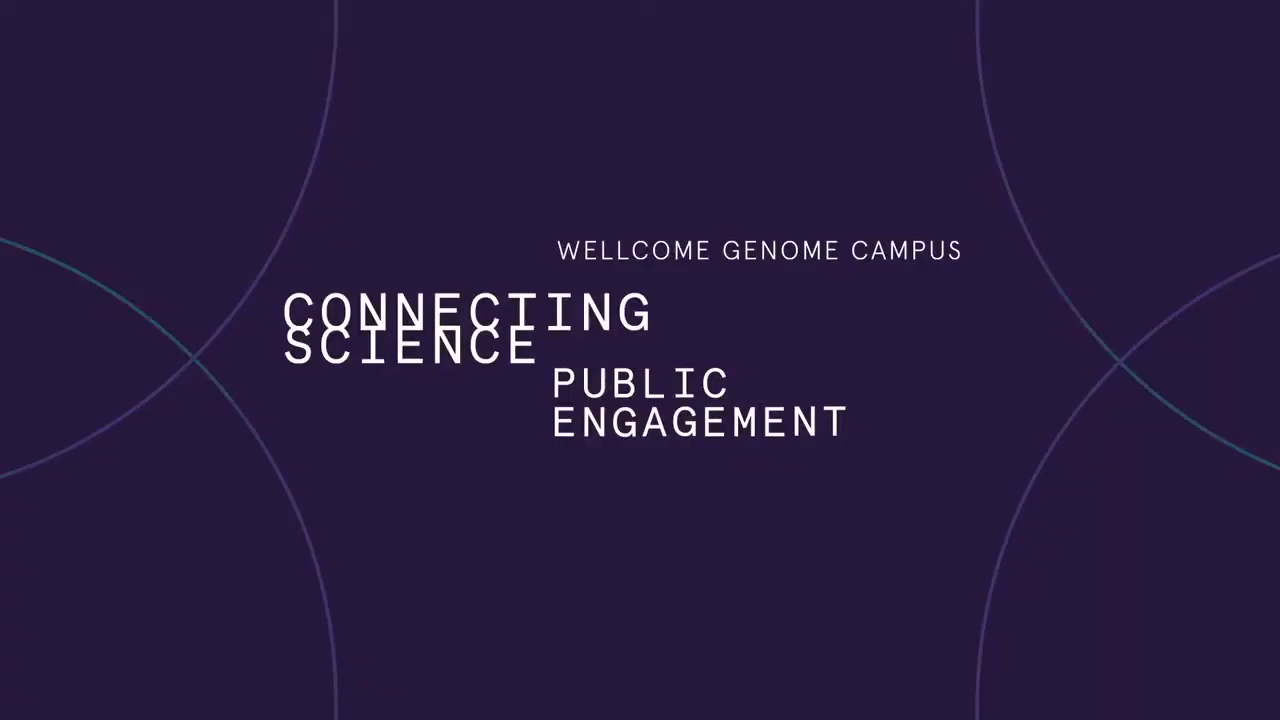 WELLCOME GENOME CAMPUS
CONNECTING
SCIENCE
PUBLIC
ENGAGEMENT